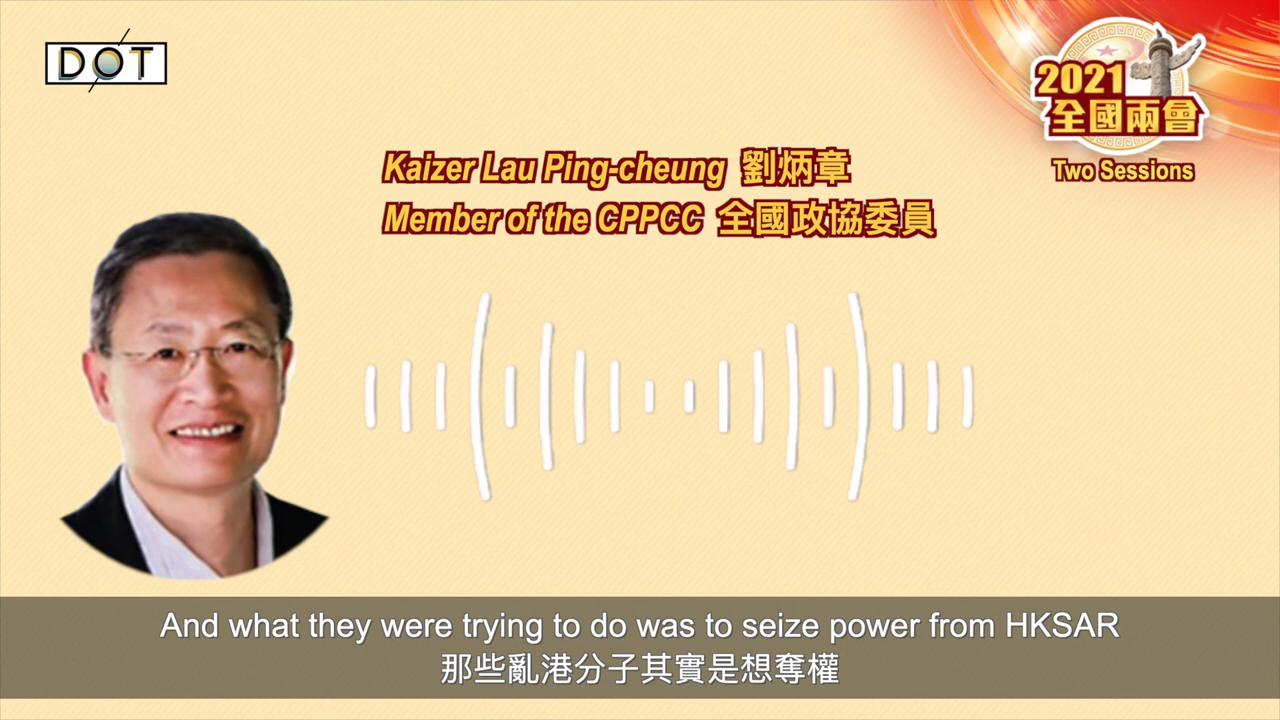 DOT
2021
全國兩會
Two Sessions
Kaizer Lau Ping-cheung 劉炳章
Member of the CPPCC 全國政協委員
And what they were trying to do was to seize power from HKSAR
那些亂港分子其實是想奪權